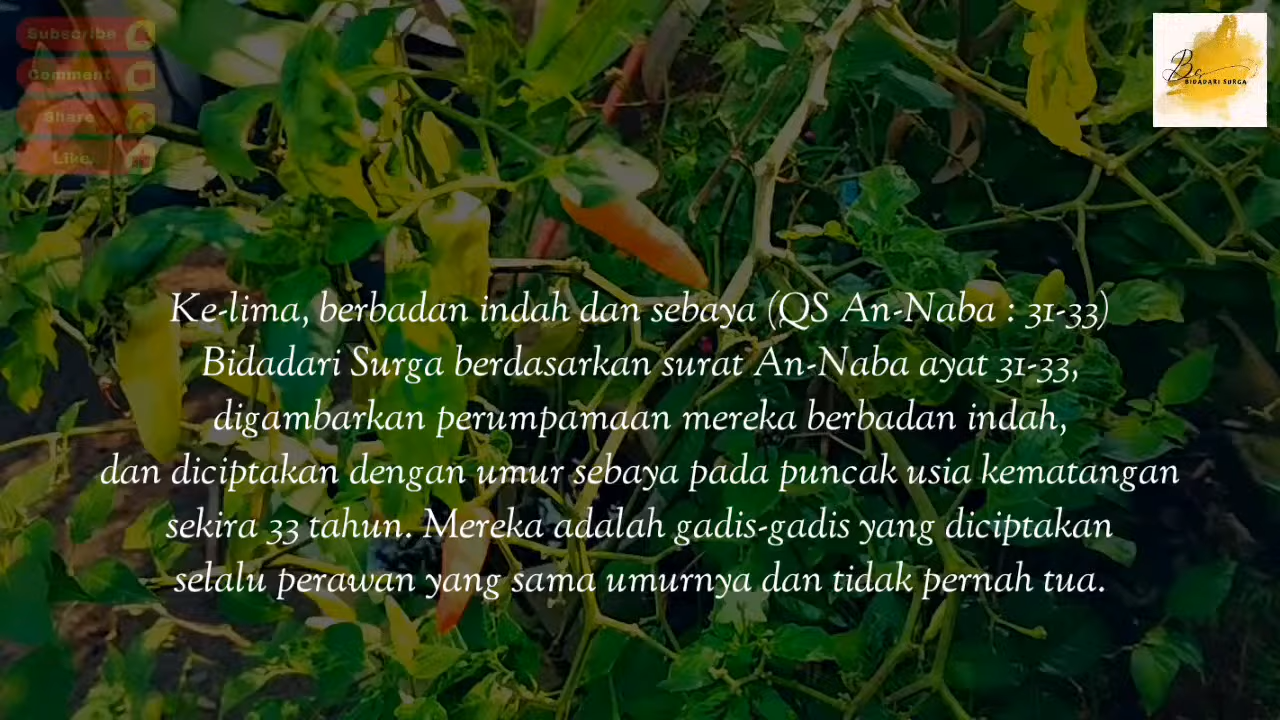 Subscribe
Comment
Share
Like
Bs
BIDADARI SURGA
Ke-lima, berbadan indah dan sebaya (QS An-Naba : 31-33)
Bidadari Surga berdasarkan surat An-Naba ayat 31-33,
digambarkan perumpamaan mereka berbadan indah,
dan diciptakan dengan umur sebaya pada puncak usia kematangan
sekira 33 tahun. Mereka adalah gadis-gadis yang diciptakan
selalu perawan yang sama umurnya dan tidak pernah tua.